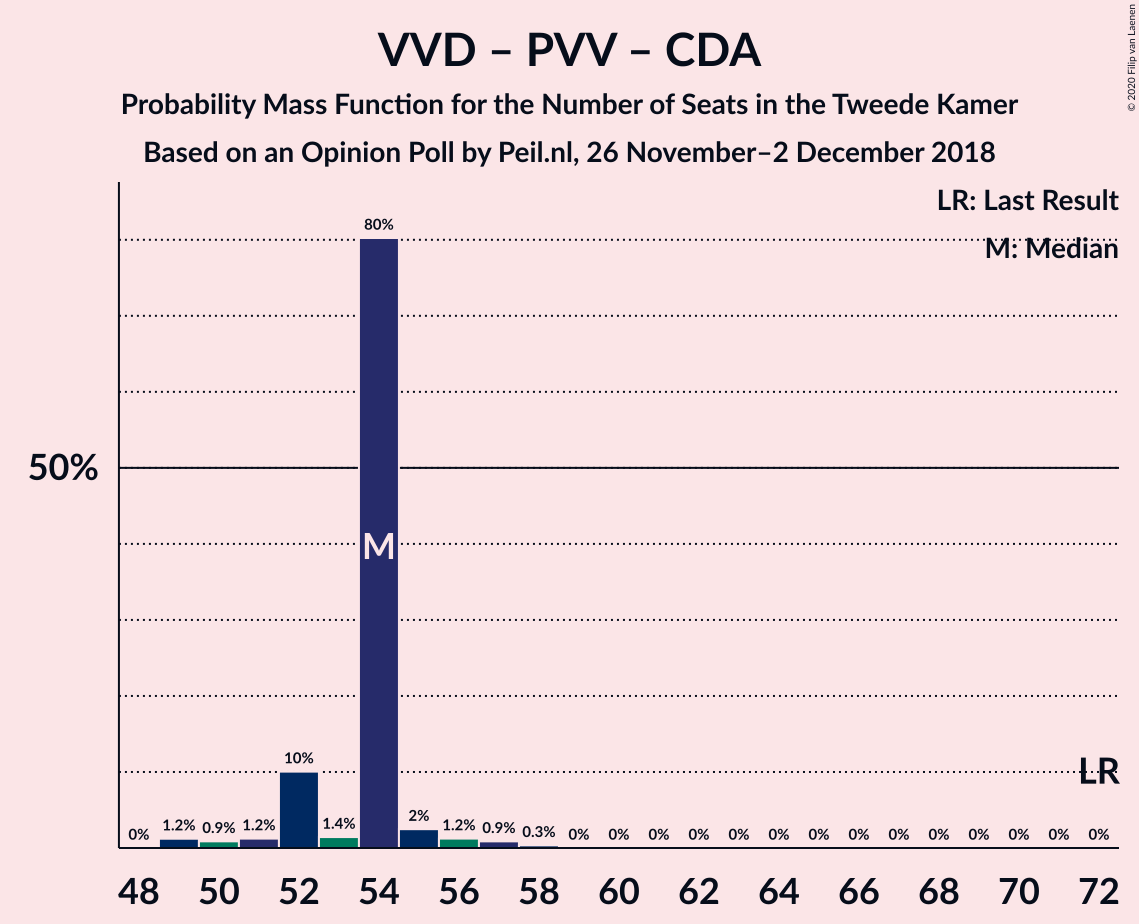 VVD – PVV – CDA
Probability Mass Function for the Number of Seats in the Tweede Kamer
Based on an Opinion Poll by Peil.nl, 26 November–2 December 2018
© 2020 Filip van Laenen
LR: Last Result
M: Median
80%
50%
M
10%
LR
0% 1.2% 0.9% 1.2% 1.4% 2% 1.2% 0.9% 0.3% 0% 0% 0% 0% 0% 0% 0% 0% 0% 0% 0% 0% 0% 0%
48 50 52 54 56 58 60 62 64 66 68 70 72